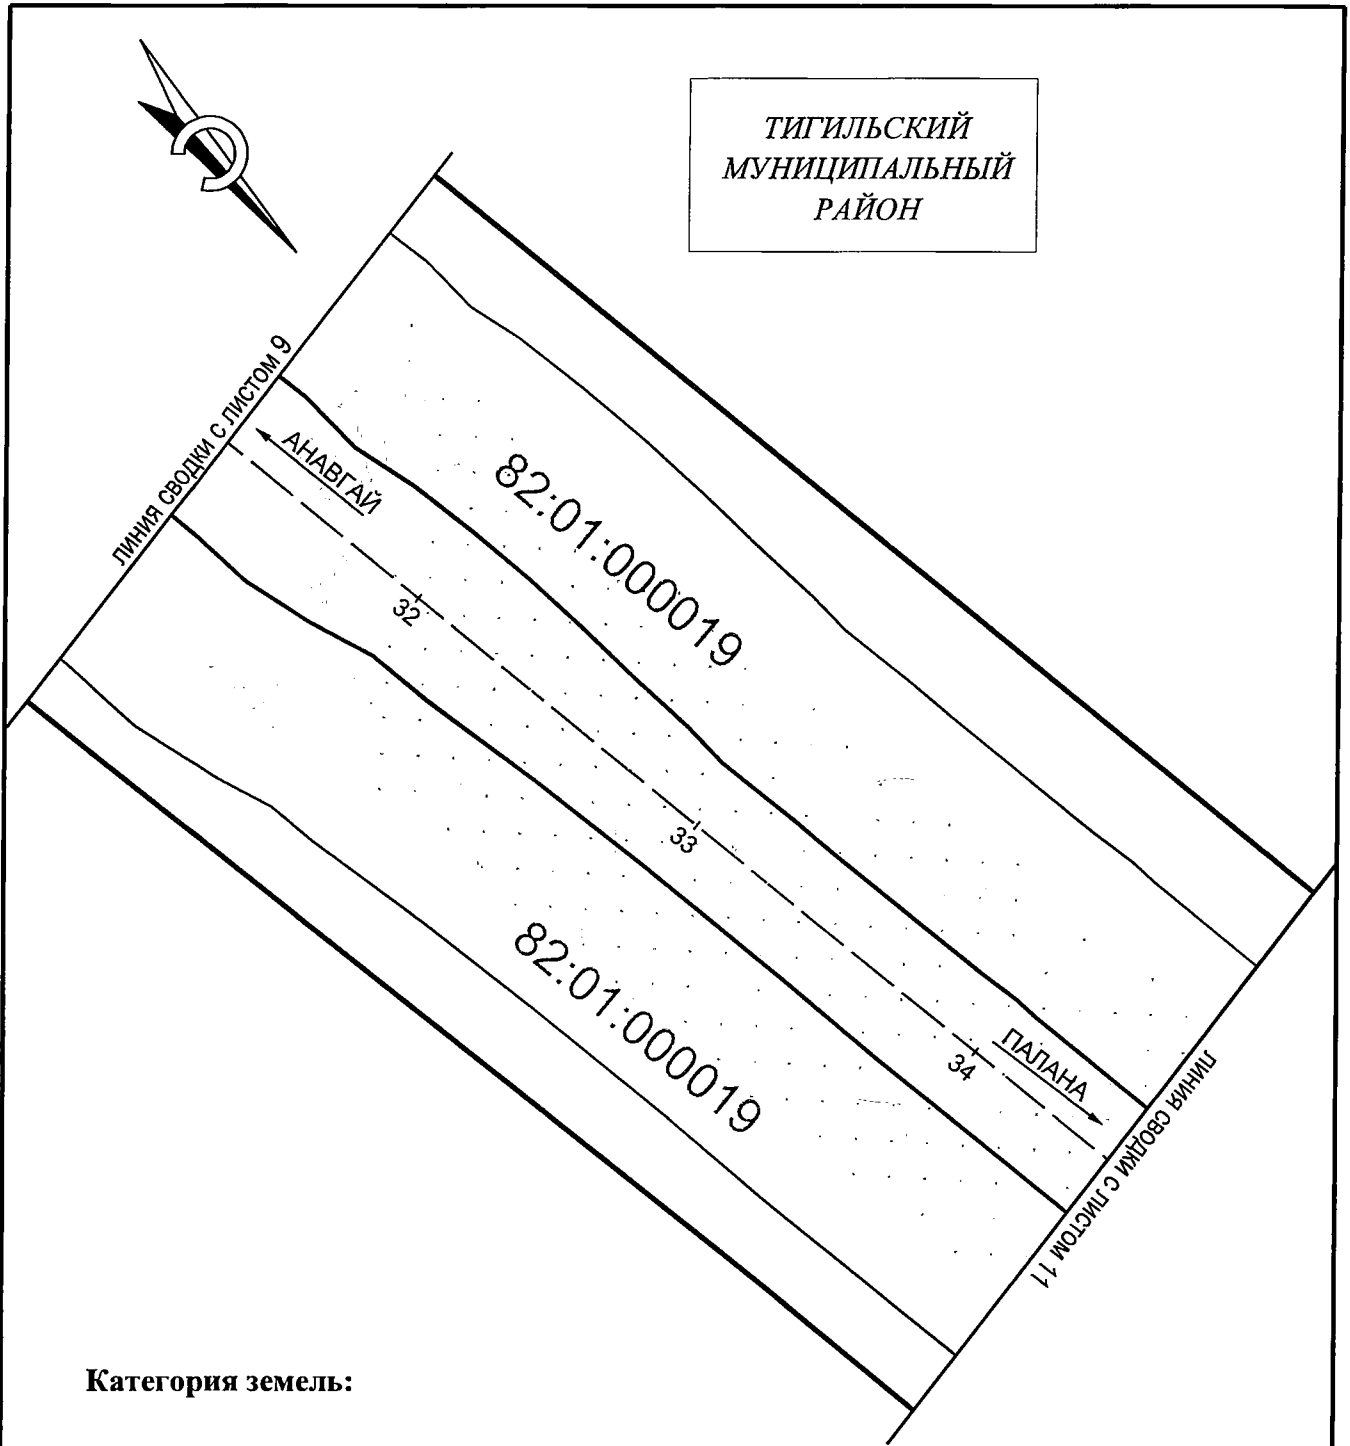 С
ТИГИЛЬСКИЙ
МУНИЦИПАЛЬНЫЙ
РАЙОН
ЛИНИЯ СВОДКИ С ЛИСТОМ 9
АНАВГАЙ
82:01:000019
32
33
82:01:000019
34
ПАЛАНА
ЛИНИЯ СВОДКИ С ЛИСТОМ 11
Категория земель: